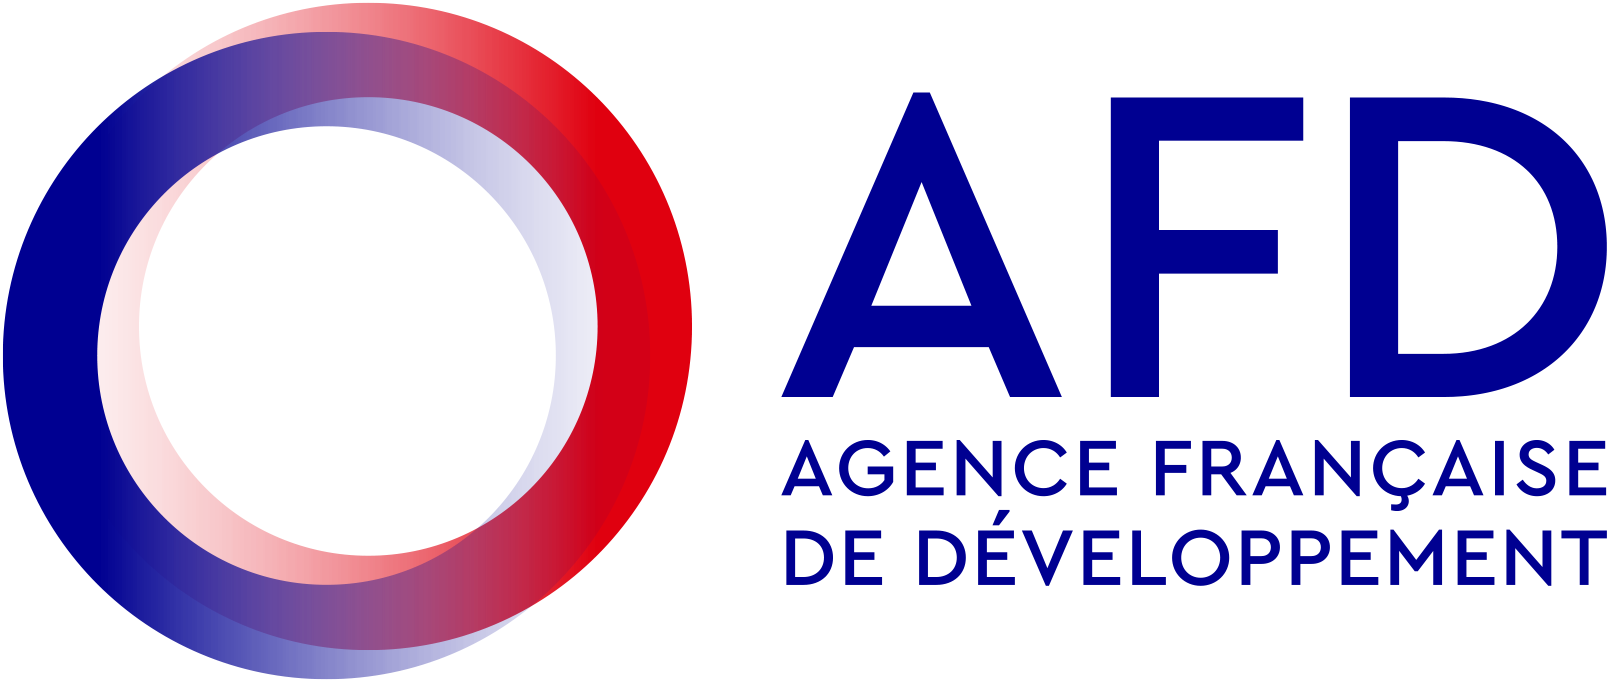 AFD
AGENCE FRANÇAISE
DE DÉVELOPPEMENT